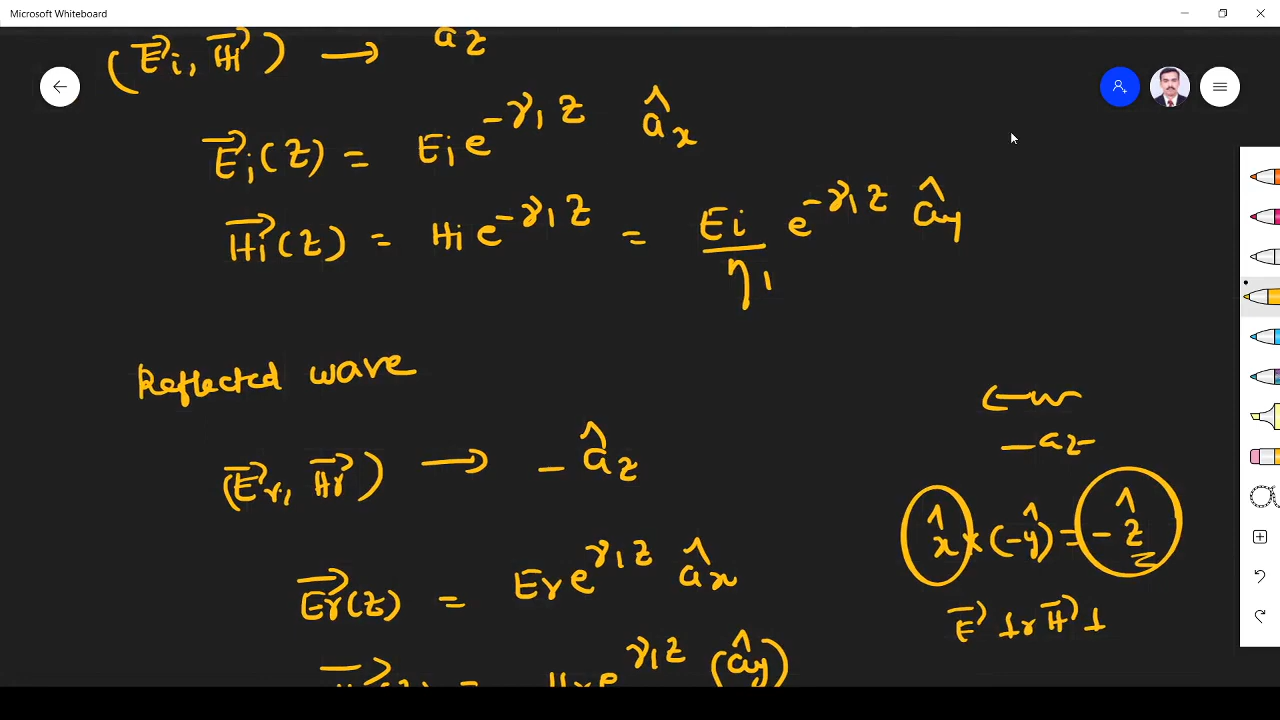 Microsoft Whiteboard
(E⃗i, H⃗i) → âz
E⃗i(z) = Ei e^{-γ1 z} âx
H⃗i(z) = Hi e^{-γ1 z} = Ei/η1 e^{-γ1 z} ây
Reflected wave
←
-az
(E⃗r, H⃗r) → -âz
x̂ × (-ŷ) = -ẑ
E⃗r(z) = Er e^{γ1 z} âx
E⃗ ⊥r H⃗ ⊥
= Hr e^{γ1 z} (ây)